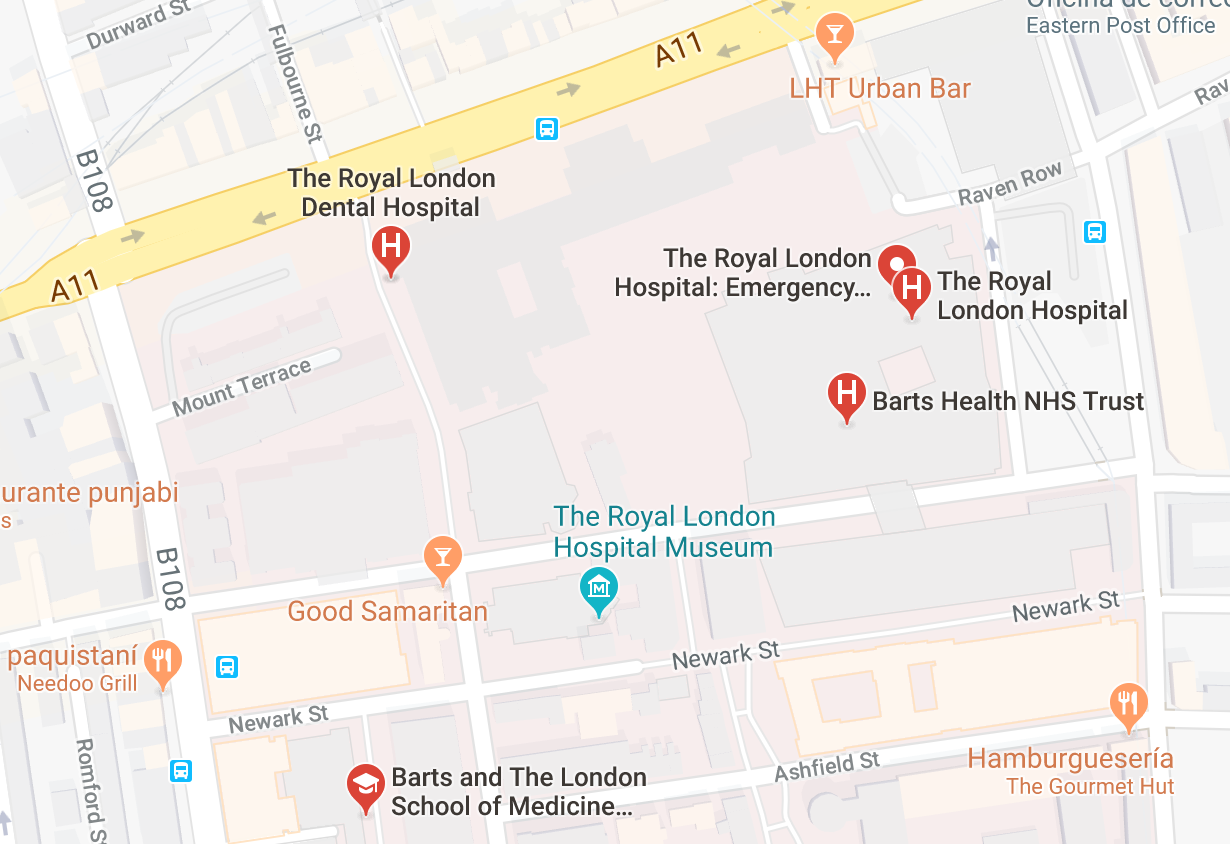 Durward St
Fulbourne St
A11
Oficina de corre
Eastern Post Office
LHT Urban Bar
B108
The Royal London
Dental Hospital
H
Raven Row
Rav
A11
The Royal London
Hospital: Emergency...
H
The Royal
London Hospital
Mount Terrace
H
Barts Health NHS Trust
urante punjabi
s
The Royal London
Hospital Museum
M
B108
Good Samaritan
Newark St
paquistaní
Needoo Grill
Newark St
Newark St
Romford S
Barts and The London
School of Medicine...
Ashfield St
Hamburguesería
The Gourmet Hut